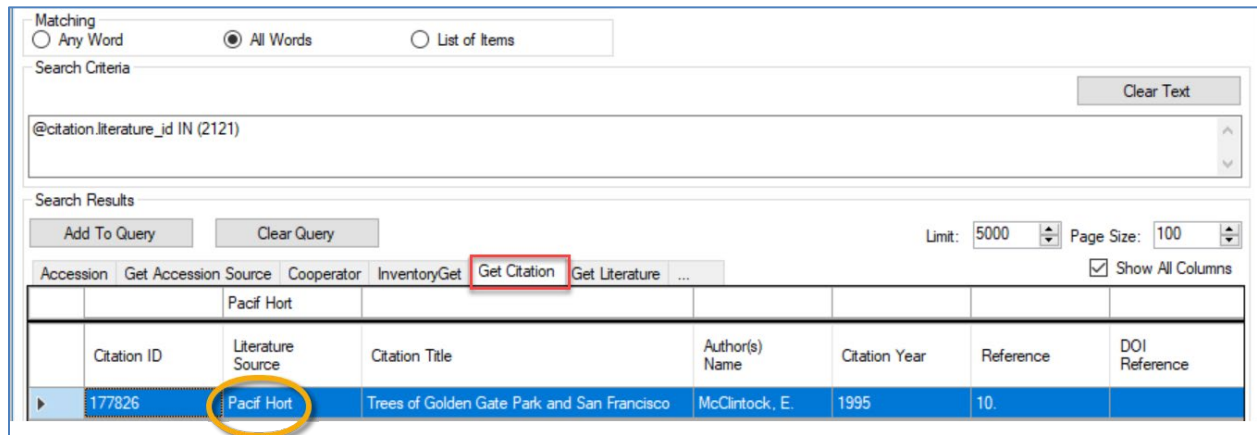 Matching
Any Word All Words List of Items
Search Criteria
Clear Text
@citation.literature_id IN (2121)
Search Results
Add To Query Clear Query Limit: 5000 Page Size: 100
Accession Get Accession Source Cooperator InventoryGet Get Citation Get Literature ... Show All Columns
Pacif Hort
Citation ID Literature Source Citation Title Author(s) Name Citation Year Reference DOI Reference
177826 Pacif Hort Trees of Golden Gate Park and San Francisco McClintock, E. 1995 10.